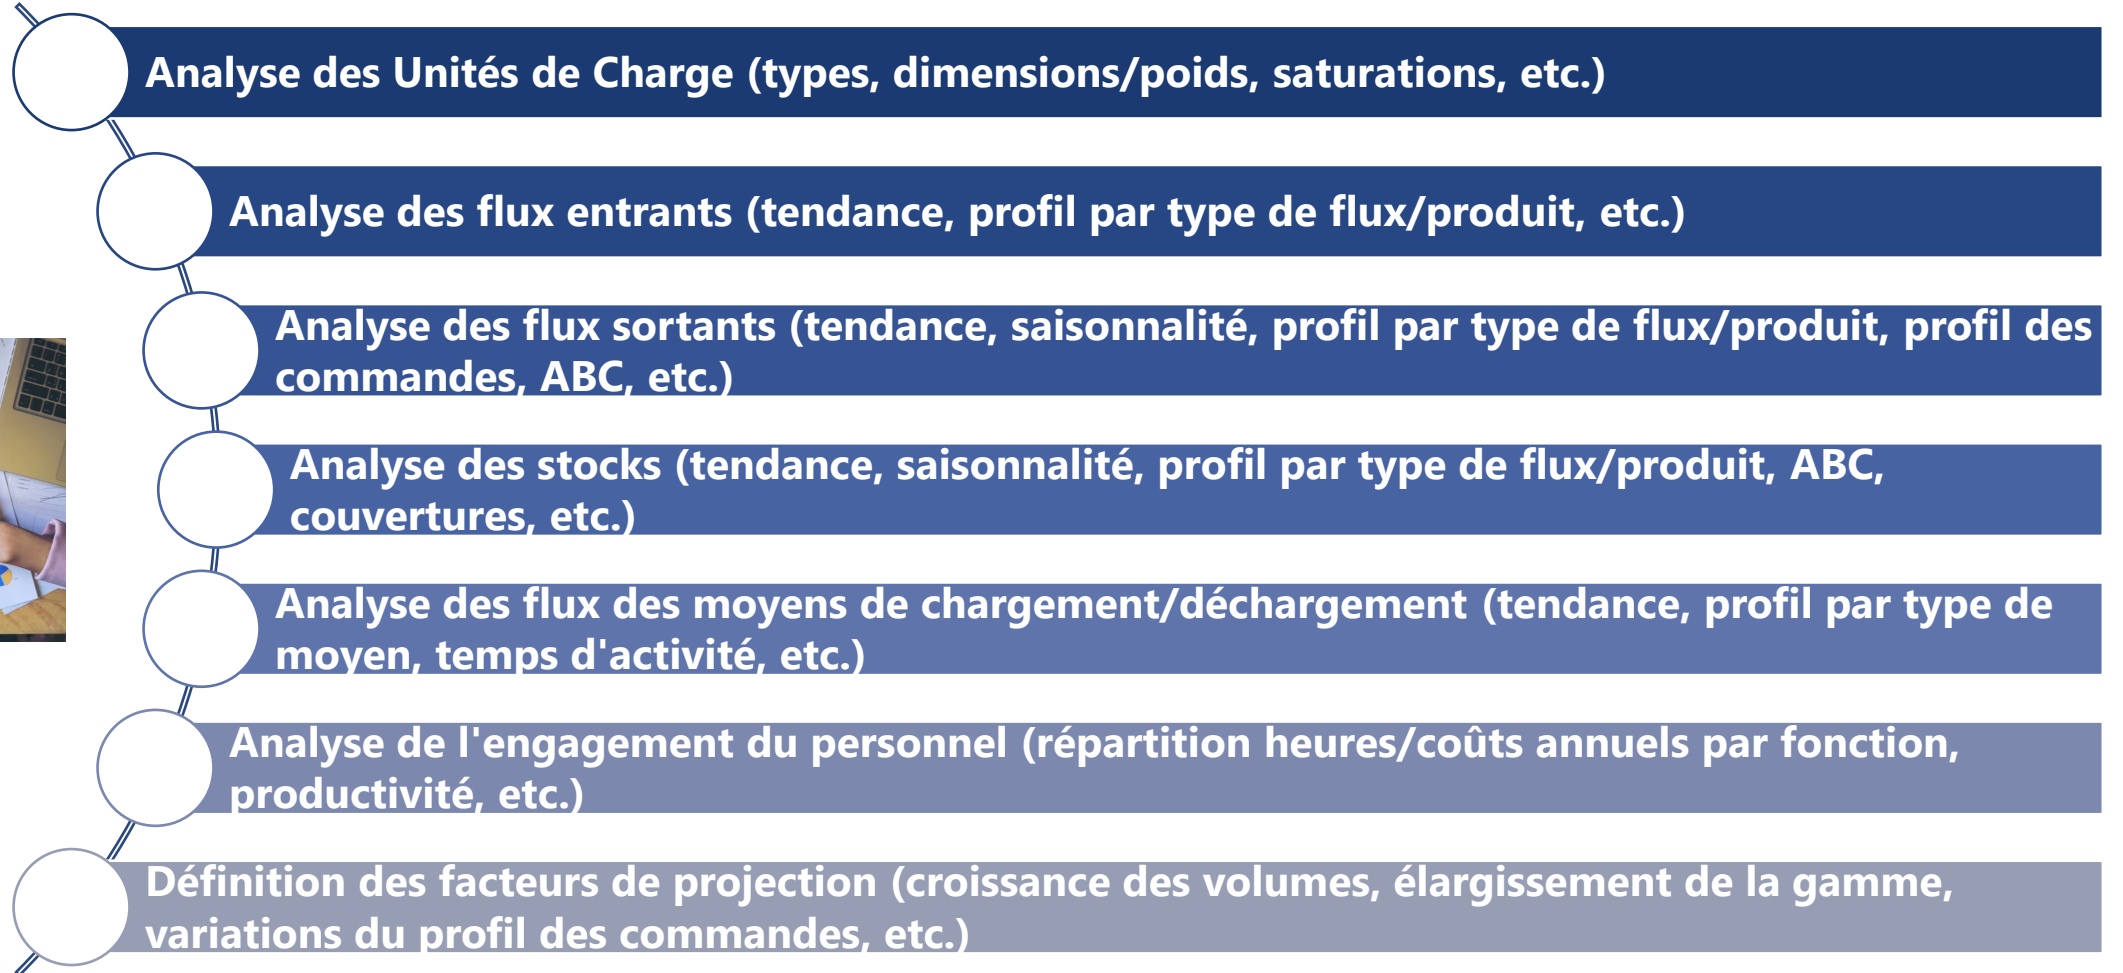 Analyse des Unités de Charge (types, dimensions/poids, saturations, etc.)
Analyse des flux entrants (tendance, profil par type de flux/produit, etc.)
Analyse des flux sortants (tendance, saisonnalité, profil par type de flux/produit, profil des
commandes, ABC, etc.)
Analyse des stocks (tendance, saisonnalité, profil par type de flux/produit, ABC,
couvertures, etc.)
Analyse des flux des moyens de chargement/déchargement (tendance, profil par type de
moyen, temps d'activité, etc.)
Analyse de l'engagement du personnel (répartition heures/coûts annuels par fonction,
productivité, etc.)
Définition des facteurs de projection (croissance des volumes, élargissement de la gamme,
variations du profil des commandes, etc.)